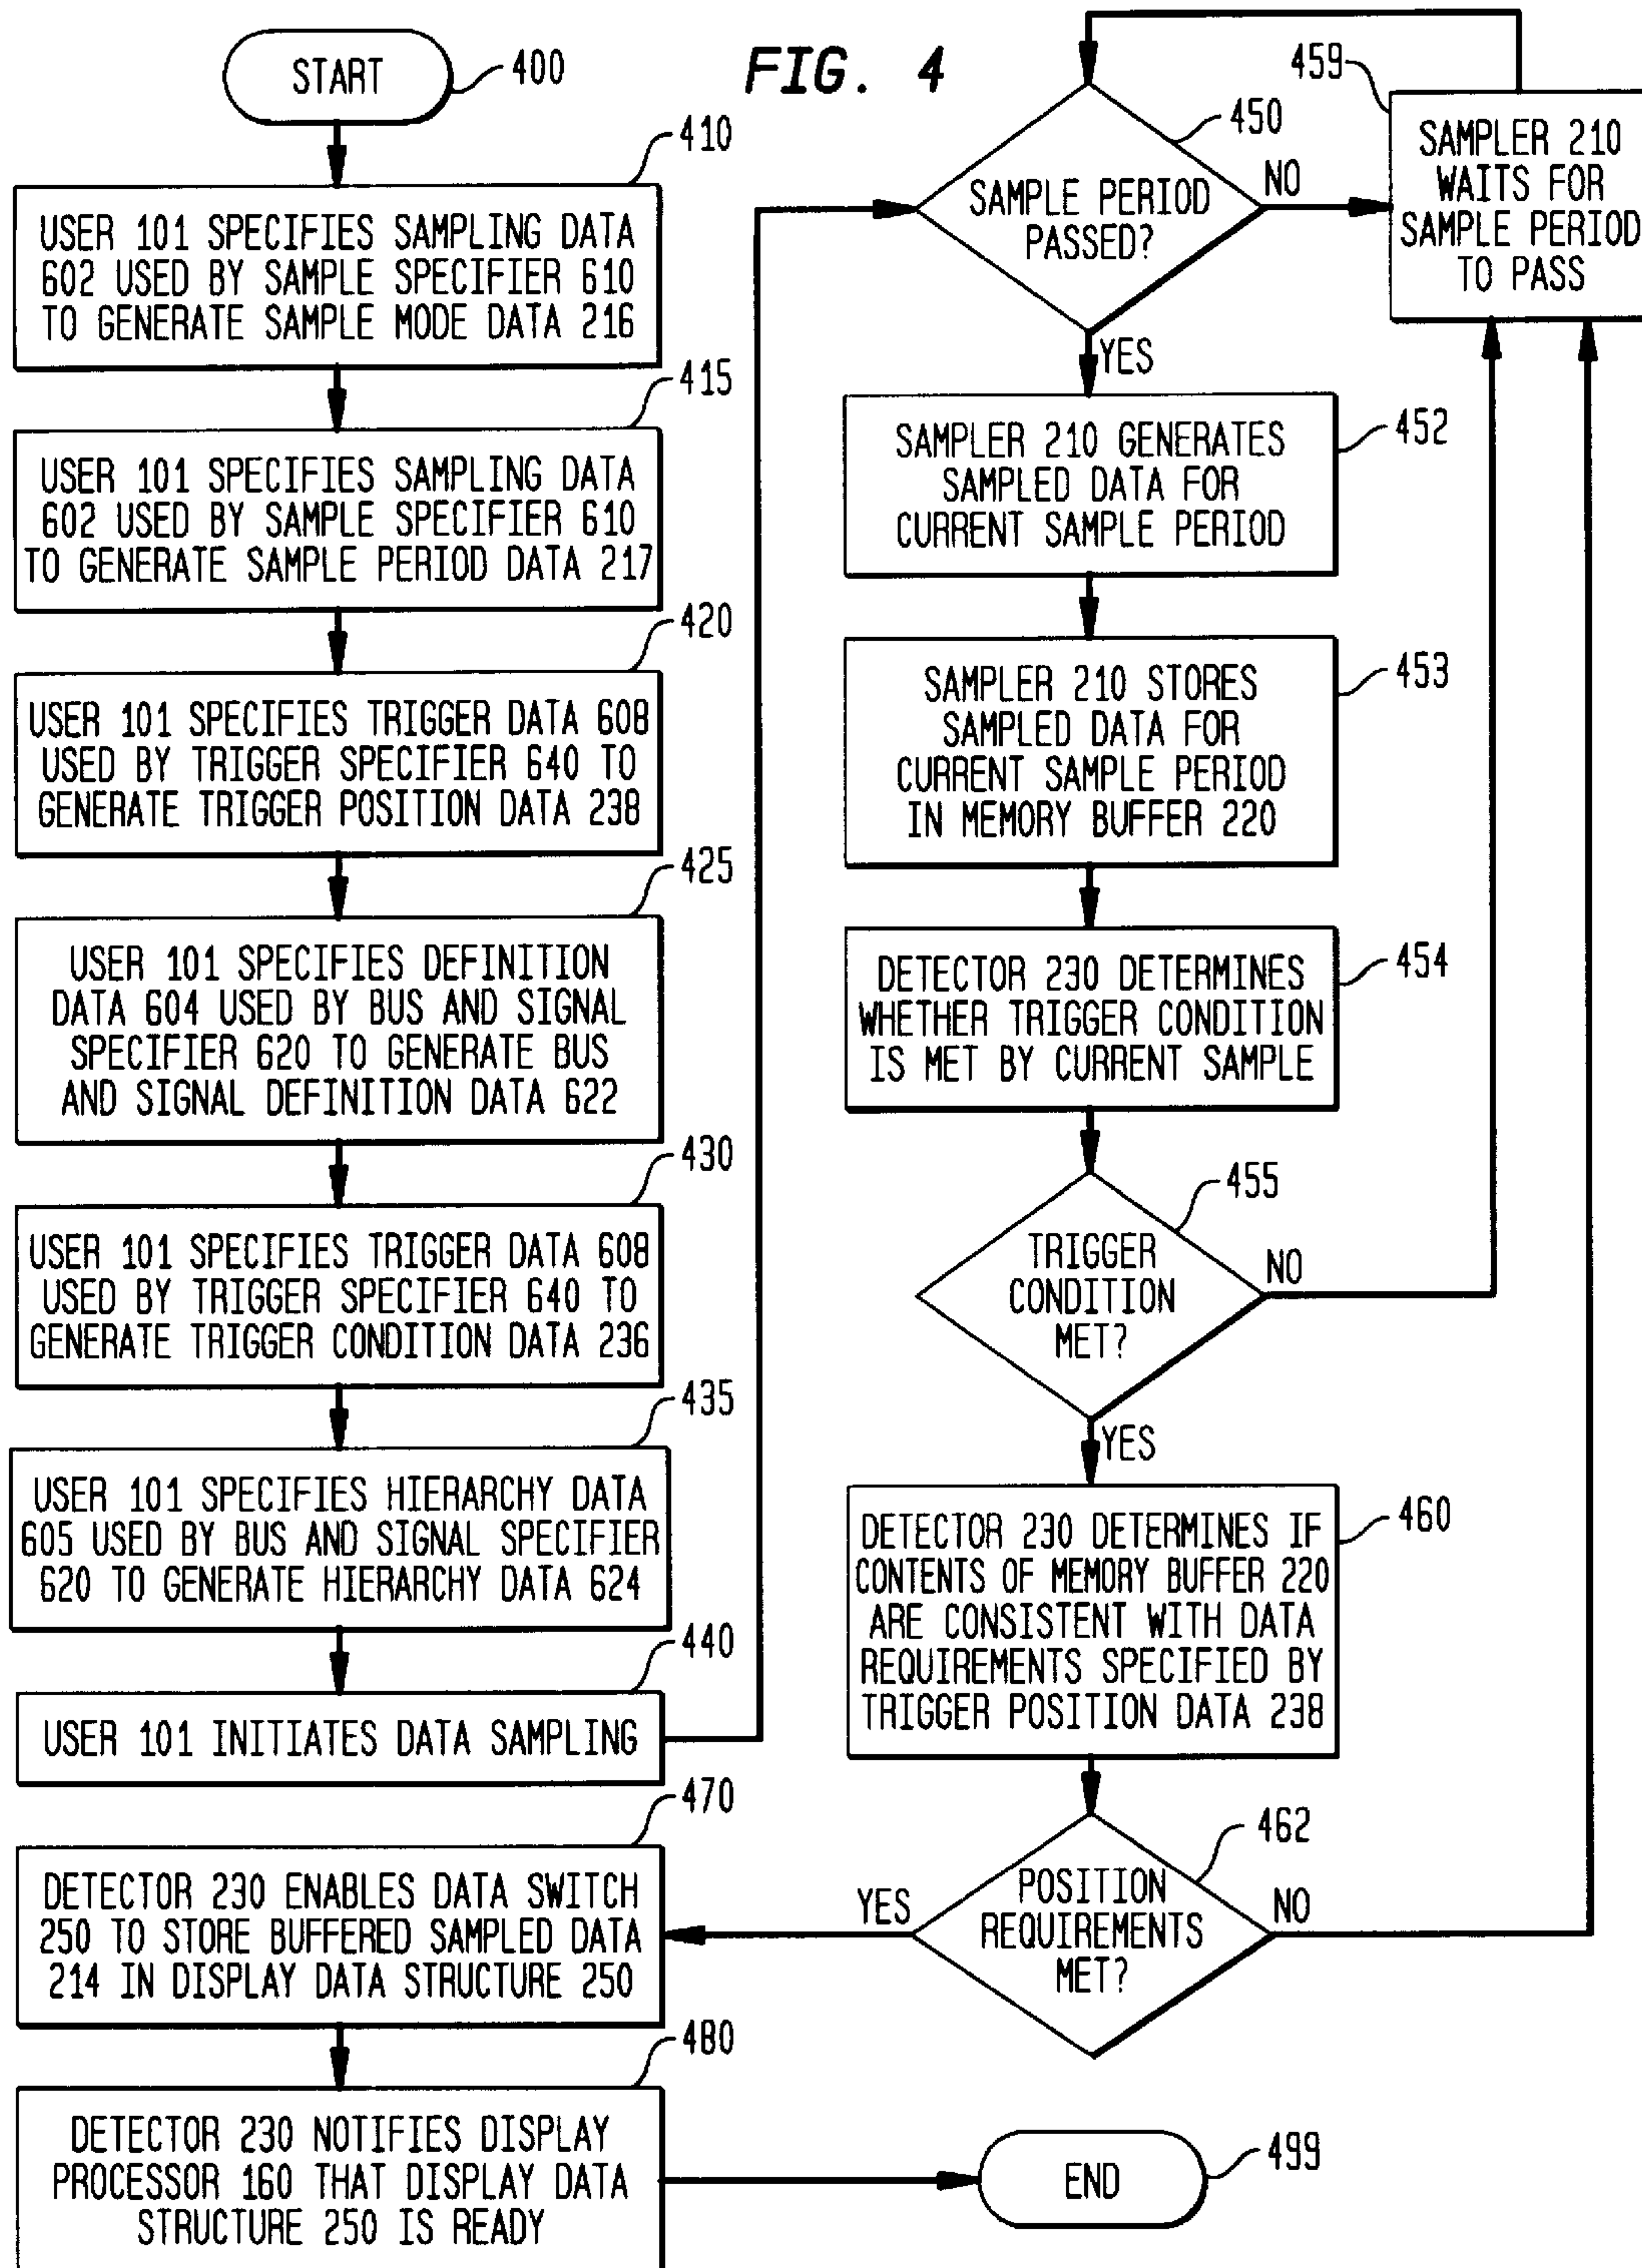 FIG. 4
START
400
410
USER 101 SPECIFIES SAMPLING DATA
602 USED BY SAMPLE SPECIFIER 610
TO GENERATE SAMPLE MODE DATA 216
415
USER 101 SPECIFIES SAMPLING DATA
602 USED BY SAMPLE SPECIFIER 610
TO GENERATE SAMPLE PERIOD DATA 217
420
USER 101 SPECIFIES TRIGGER DATA 608
USED BY TRIGGER SPECIFIER 640 TO
GENERATE TRIGGER POSITION DATA 238
425
USER 101 SPECIFIES DEFINITION
DATA 604 USED BY BUS AND SIGNAL
SPECIFIER 620 TO GENERATE BUS
AND SIGNAL DEFINITION DATA 622
430
USER 101 SPECIFIES TRIGGER DATA 608
USED BY TRIGGER SPECIFIER 640 TO
GENERATE TRIGGER CONDITION DATA 236
435
USER 101 SPECIFIES HIERARCHY DATA
605 USED BY BUS AND SIGNAL SPECIFIER
620 TO GENERATE HIERARCHY DATA 624
440
USER 101 INITIATES DATA SAMPLING
450
SAMPLE PERIOD
PASSED?
NO
459
SAMPLER 210
WAITS FOR
SAMPLE PERIOD
TO PASS
YES
452
SAMPLER 210 GENERATES
SAMPLED DATA FOR
CURRENT SAMPLE PERIOD
453
SAMPLER 210 STORES
SAMPLED DATA FOR
CURRENT SAMPLE PERIOD
IN MEMORY BUFFER 220
454
DETECTOR 230 DETERMINES
WHETHER TRIGGER CONDITION
IS MET BY CURRENT SAMPLE
455
TRIGGER
CONDITION
MET?
NO
YES
460
DETECTOR 230 DETERMINES IF
CONTENTS OF MEMORY BUFFER 220
ARE CONSISTENT WITH DATA
REQUIREMENTS SPECIFIED BY
TRIGGER POSITION DATA 238
462
POSITION
REQUIREMENTS
MET?
NO
YES
470
DETECTOR 230 ENABLES DATA SWITCH
250 TO STORE BUFFERED SAMPLED DATA
214 IN DISPLAY DATA STRUCTURE 250
480
DETECTOR 230 NOTIFIES DISPLAY
PROCESSOR 160 THAT DISPLAY DATA
STRUCTURE 250 IS READY
END
499